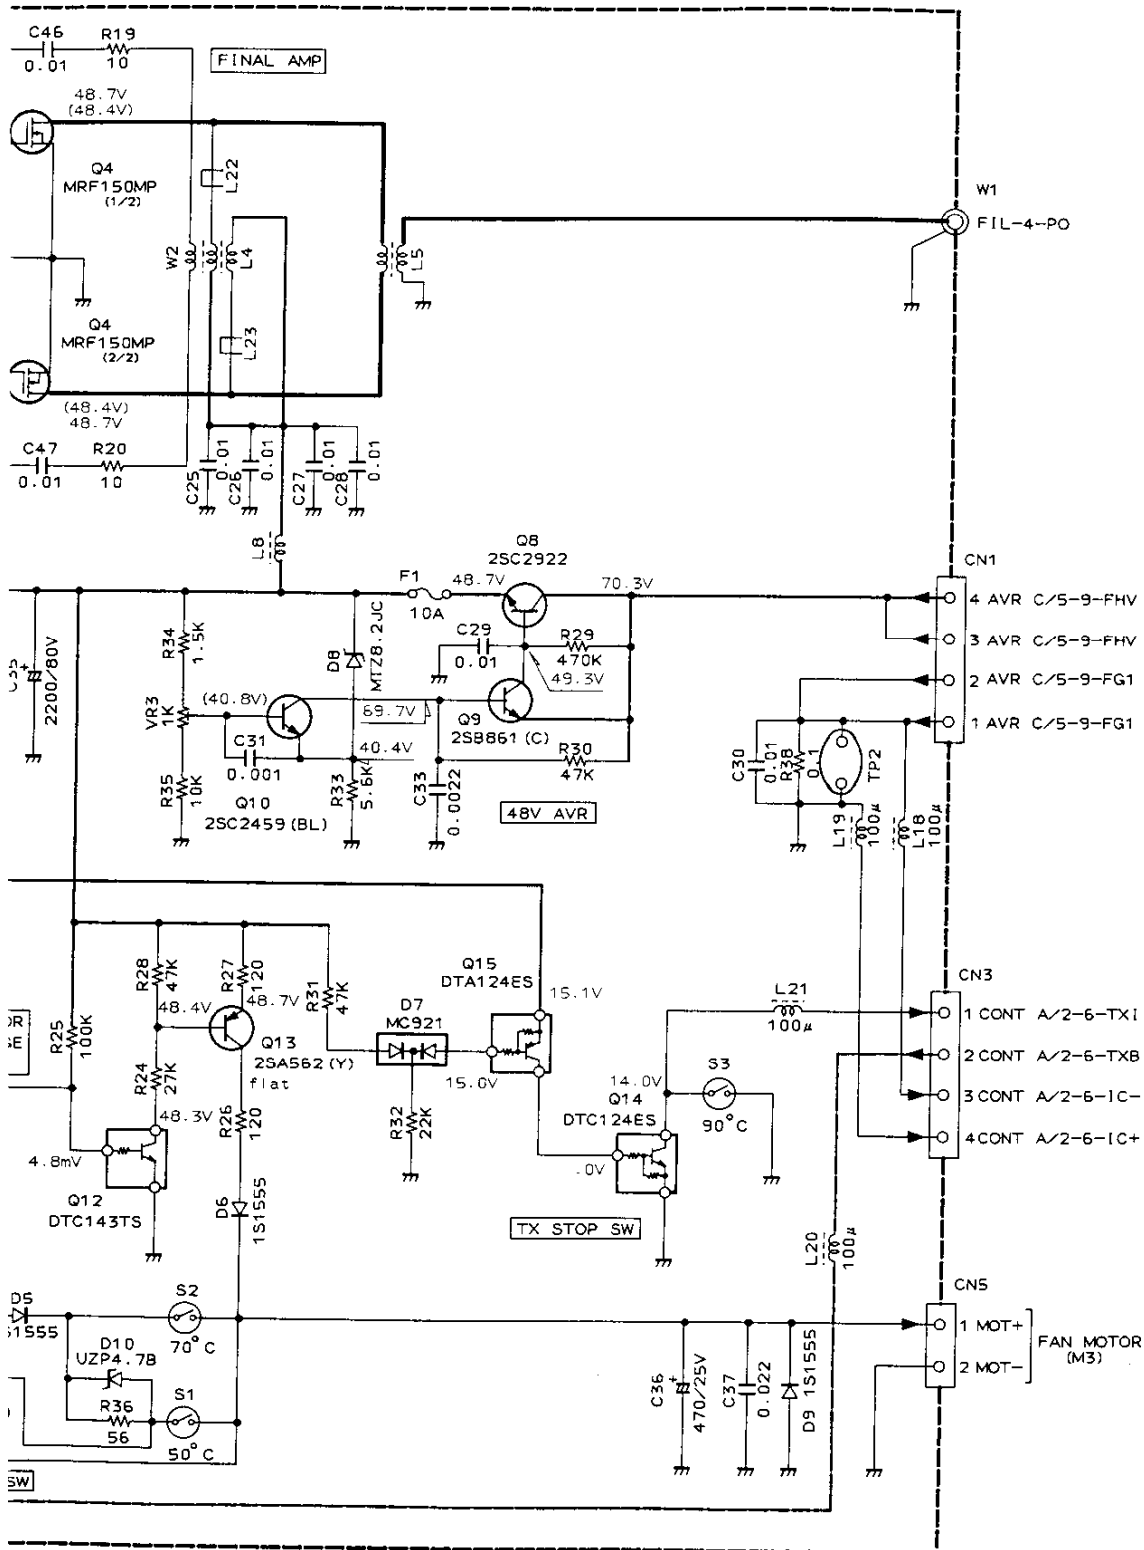 C46
0.01
R19
10
FINAL AMP
48.7V
(48.4V)
Q4
MRF150MP
(1/2)
L22
W2
L4
L5
W1
FIL-4-PO
Q4
MRF150MP
(2/2)
L23
(48.4V)
48.7V
C47
0.01
R20
10
C25
0.01
C26
0.01
C27
0.01
C28
0.01
L8
Q8
2SC2922
F1
10A
48.7V
70.3V
CN1
4 AVR C/5-9-FHV
3 AVR C/5-9-FHV
2 AVR C/5-9-FG1
1 AVR C/5-9-FG1
2200/80V
R34
1.5K
VR3
1K
R35
10K
(40.8V)
C31
0.001
Q10
2SC2459(BL)
D8
MTZ8.2JC
69.7V
40.4V
R33
5.6K
C29
0.01
R29
470K
49.3V
Q9
2SB861(C)
R30
47K
C33
0.0022
48V AVR
C30
0.01
R38
0.1
TP2
L19
100μ
L18
100μ
R25
100K
R28
47K
R27
120
48.4V
48.7V
Q13
2SA562(Y)
flat
R24
27K
R26
120
48.3V
4.8mV
Q12
DTC143TS
D6
1S1555
R31
47K
D7
MC921
R32
22K
Q15
DTA124ES
15.1V
15.0V
14.0V
Q14
DTC124ES
.0V
TX STOP SW
S3
90°C
L21
100μ
CN3
1 CONT A/2-6-TXI
2 CONT A/2-6-TXB
3 CONT A/2-6-IC-
4 CONT A/2-6-IC+
L20
100μ
D5
S1555
S2
70°C
D10
UZP4.7B
R36
56
S1
50°C
SW
C36
470/25V
C37
0.022
D9 1S1555
CN5
1 MOT+
2 MOT-
FAN MOTOR
(M3)